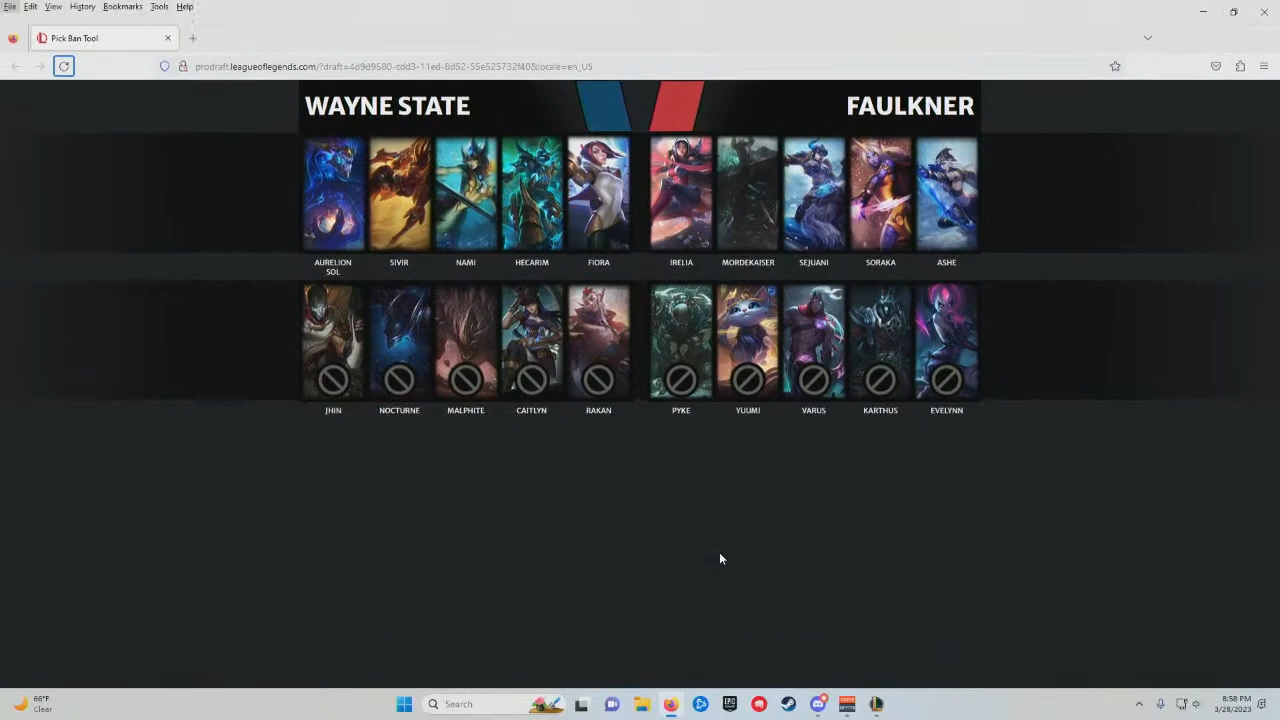 File Edit View History Bookmarks Tools Help
Pick Ban Tool
prodraft.leagueoflegends.com/?draft=4d9d9580-cdd3-11ed-8d52-55e525732f40&locale=en_US
WAYNE STATE
FAULKNER
AURELION SOL
SIVIR
NAMI
HECARIM
FIORA
IRELIA
MORDEKAISER
SEJUANI
SORAKA
ASHE
JHIN
NOCTURNE
MALPHITE
CAITLYN
RAKAN
PYKE
YUUMI
VARUS
KARTHUS
EVELYNN
66°F
Clear
Search
EPIC
8:58 PM
3/28/2023